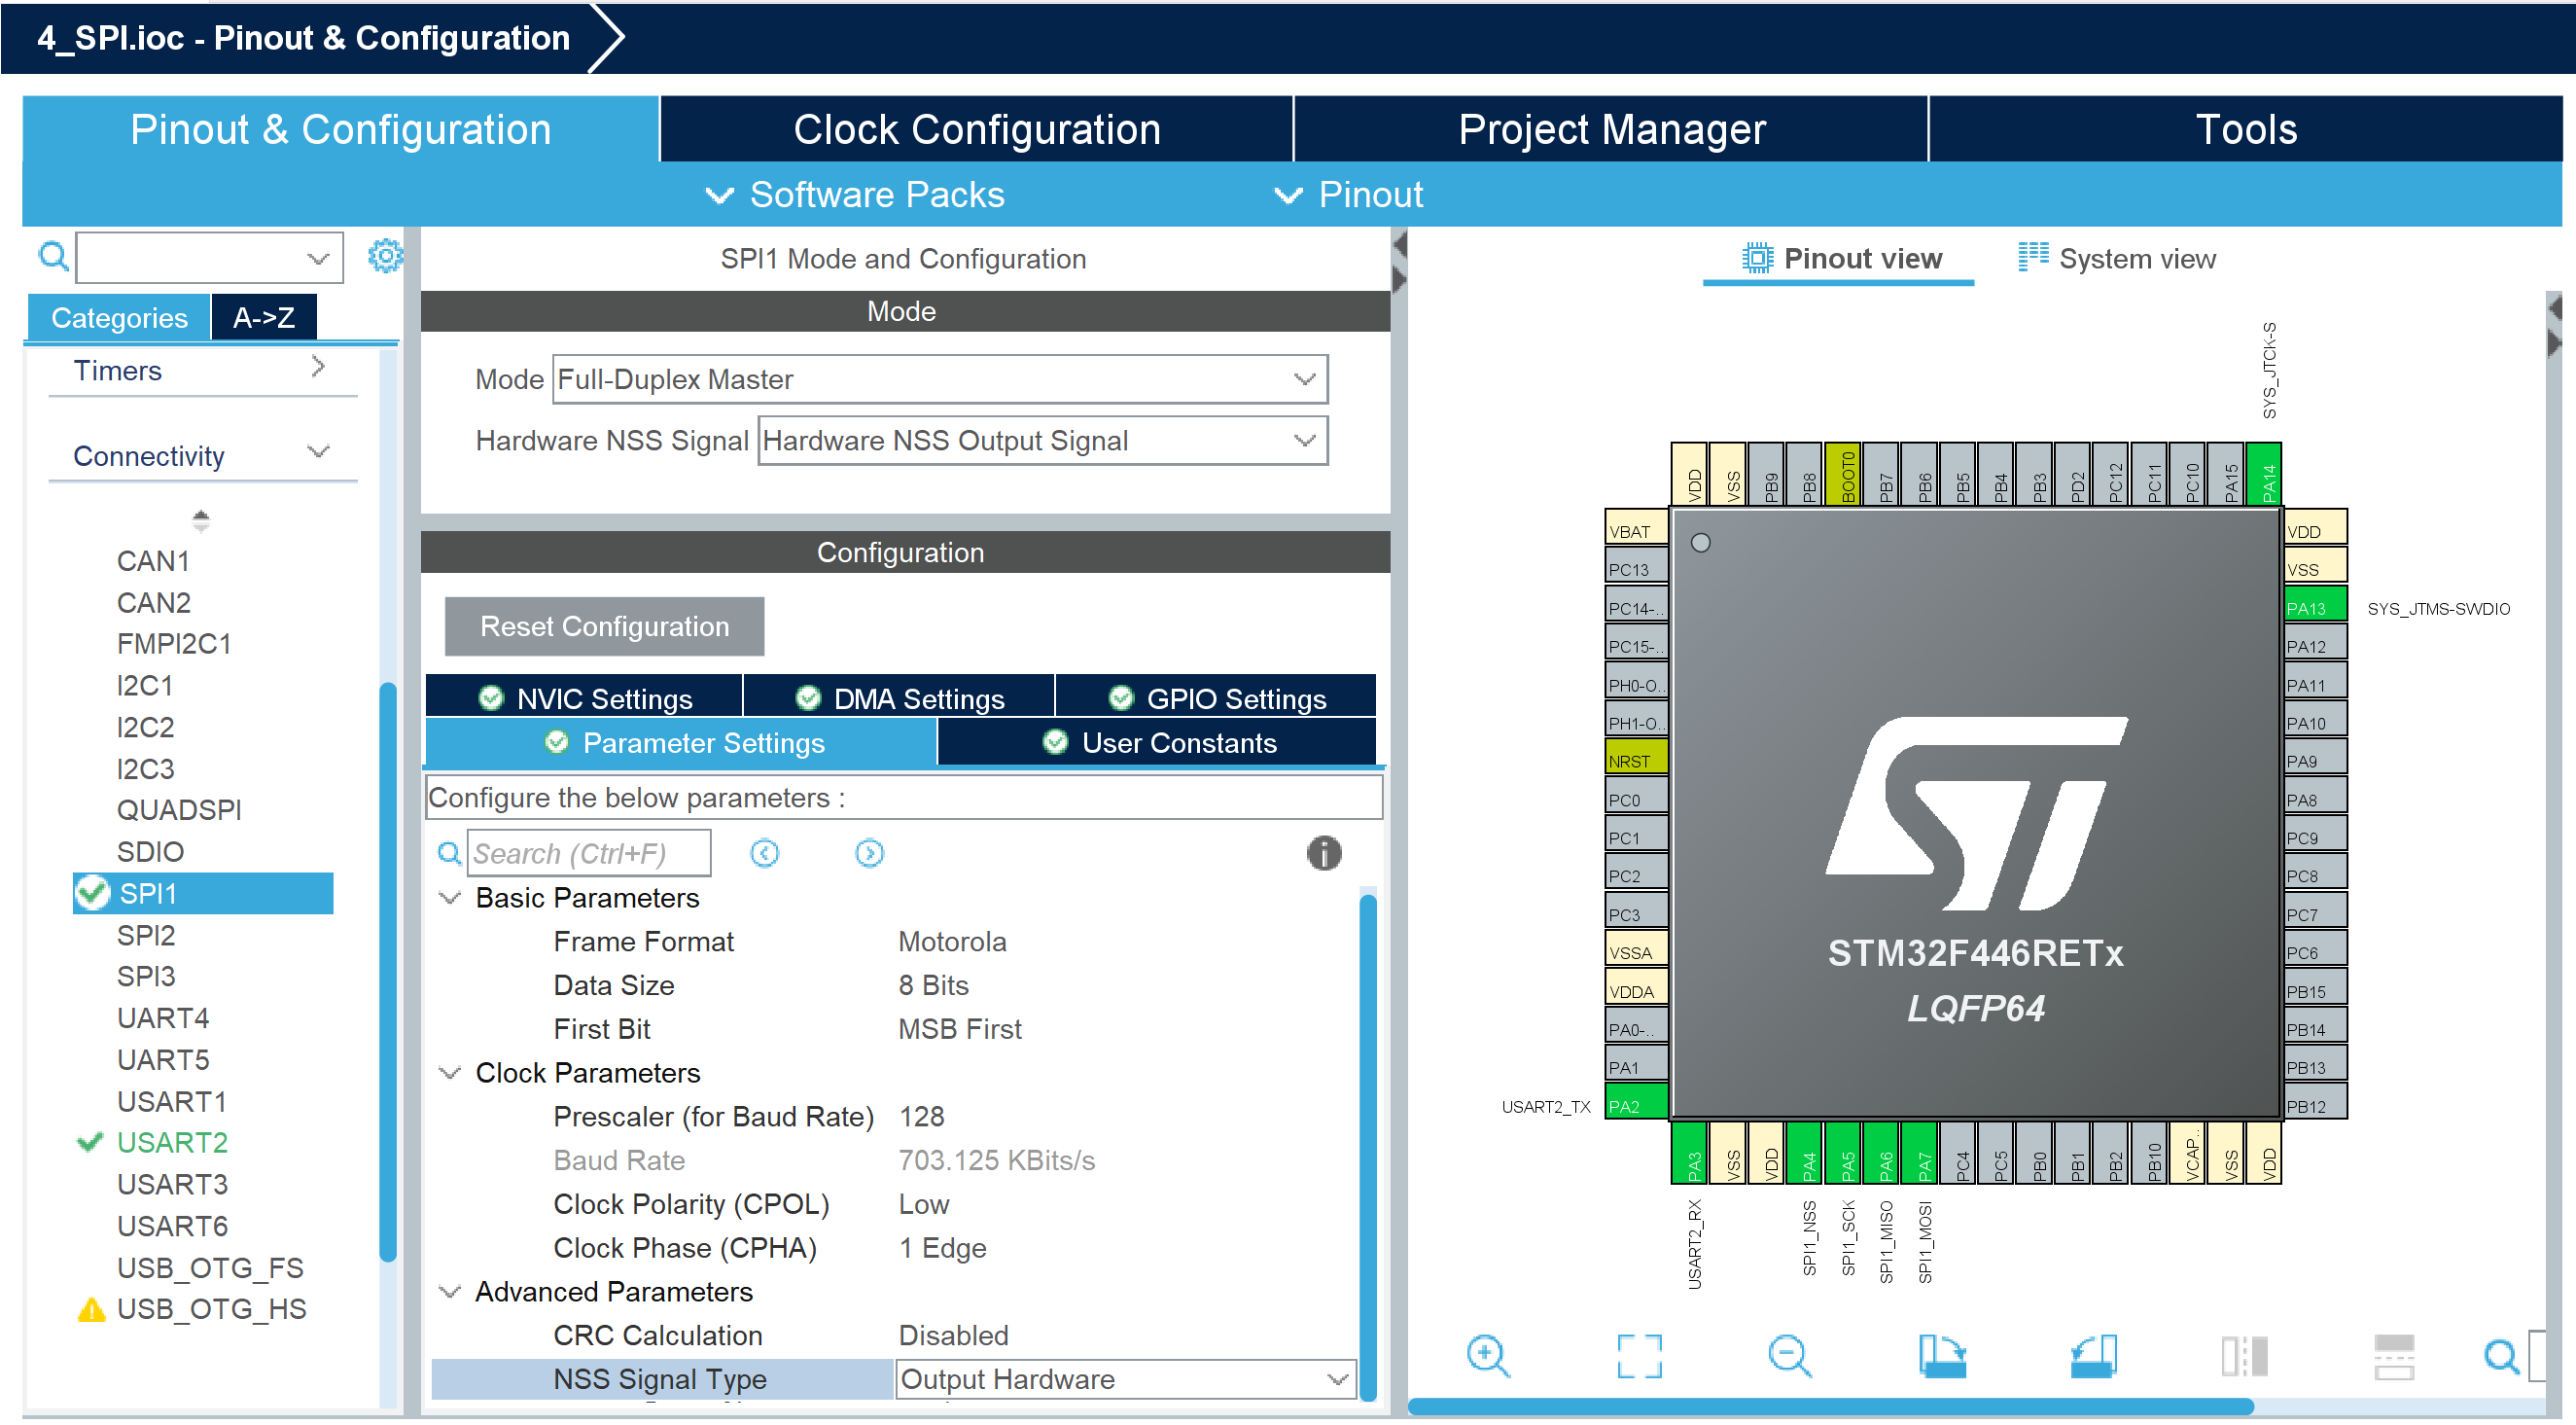 4_SPI.ioc - Pinout & Configuration
Pinout & Configuration
Clock Configuration
Project Manager
Tools
Software Packs
Pinout
Categories
A->Z
Timers
Connectivity
CAN1
CAN2
FMPI2C1
I2C1
I2C2
I2C3
QUADSPI
SDIO
SPI1
SPI2
SPI3
UART4
UART5
USART1
USART2
USART3
USART6
USB_OTG_FS
USB_OTG_HS
SPI1 Mode and Configuration
Mode
Mode Full-Duplex Master
Hardware NSS Signal Hardware NSS Output Signal
Configuration
Reset Configuration
NVIC Settings
DMA Settings
GPIO Settings
Parameter Settings
User Constants
Configure the below parameters :
Search (Ctrl+F)
Basic Parameters
Frame Format Motorola
Data Size 8 Bits
First Bit MSB First
Clock Parameters
Prescaler (for Baud Rate) 128
Baud Rate 703.125 KBits/s
Clock Polarity (CPOL) Low
Clock Phase (CPHA) 1 Edge
Advanced Parameters
CRC Calculation Disabled
NSS Signal Type Output Hardware
Pinout view
System view
SYS_JTCK-S
VDD
VSS
PB9
PB8
BOOT0
PB7
PB6
PB5
PB4
PB3
PD2
PC12
PC11
PC10
PA15
PA14
VBAT
PC13
PC14-..
PC15-..
PH0-O..
PH1-O..
NRST
PC0
PC1
PC2
PC3
VSSA
VDDA
PA0-..
PA1
USART2_TX PA2
ST
STM32F446RETx
LQFP64
VDD
VSS
PA13 SYS_JTMS-SWDIO
PA12
PA11
PA10
PA9
PA8
PC9
PC8
PC7
PC6
PB15
PB14
PB13
PB12
PA3
VSS
VDD
PA4
PA5
PA6
PA7
PC4
PC5
PB0
PB1
PB2
PB10
VCAP..
VSS
VDD
USART2_RX
SPI1_NSS
SPI1_SCK
SPI1_MISO
SPI1_MOSI